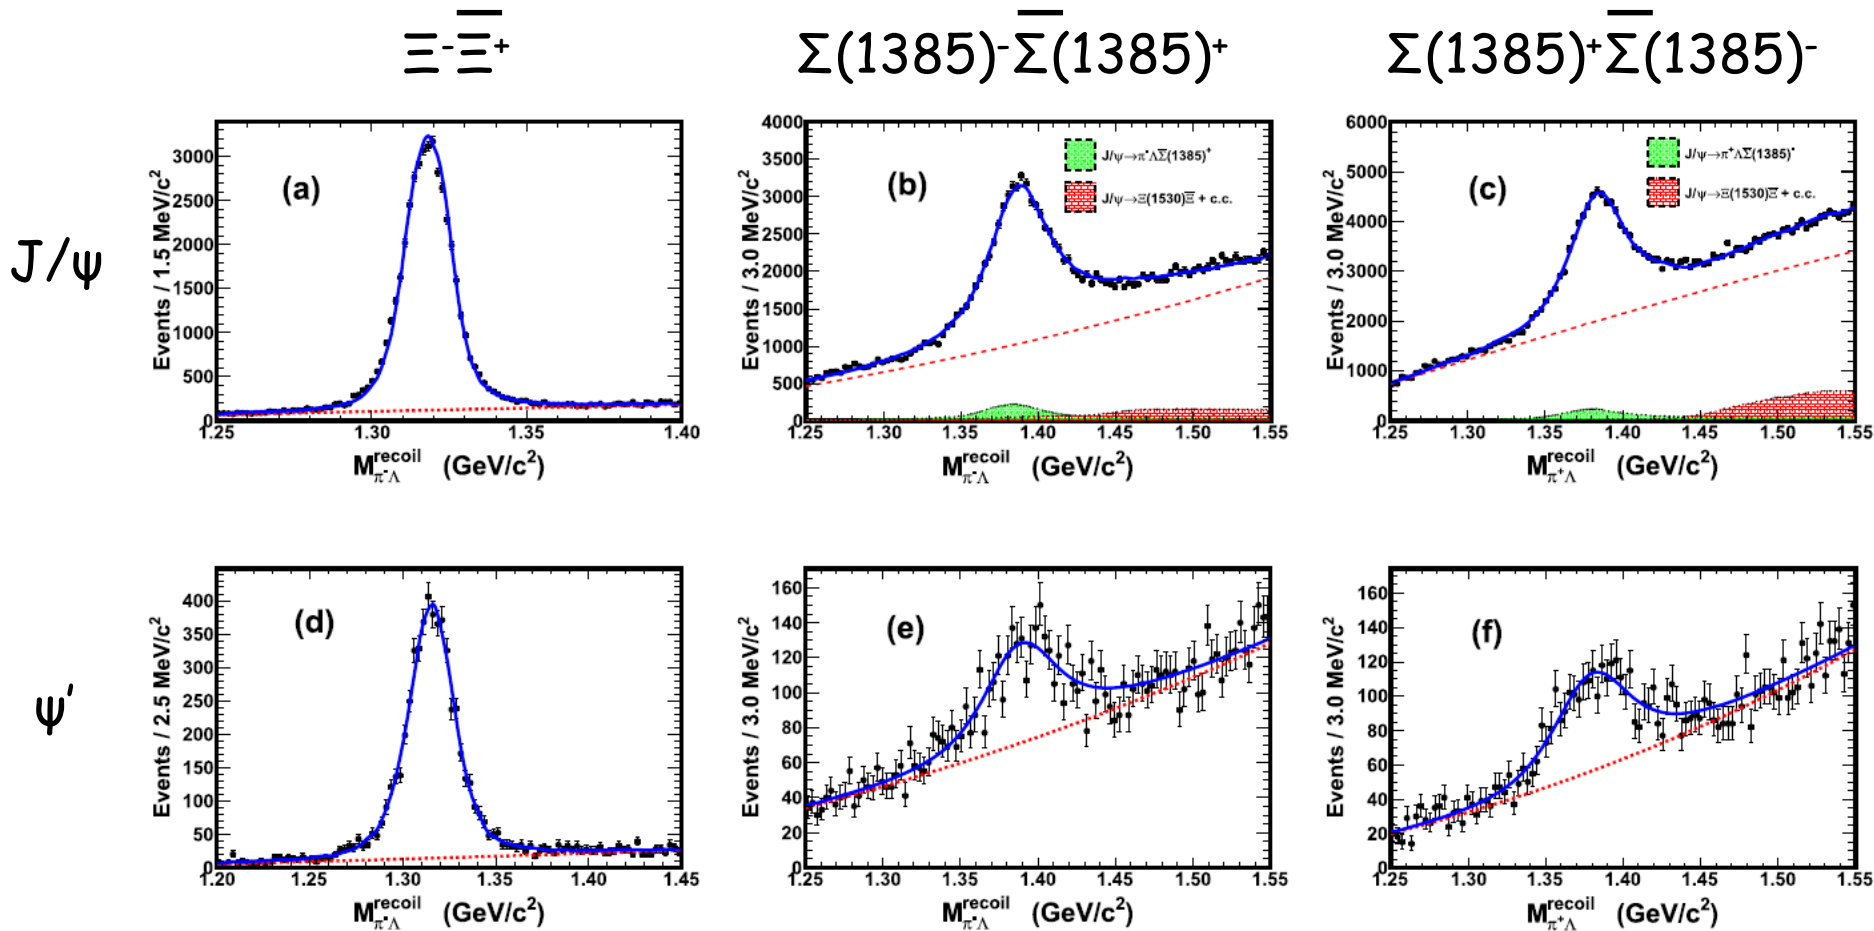 Ξ⁻Ξ̅⁺ Σ(1385)⁻Σ̅(1385)⁺ Σ(1385)⁺Σ̅(1385)⁻
J/ψ
(a)
Events / 1.5 MeV/c²
3000
2500
2000
1500
1000
500
0
1.25 1.30 1.35 1.40
M recoil π⁻Λ (GeV/c²)
(b)
J/ψ→π⁻ΛΣ̅(1385)⁺
J/ψ→Ξ(1530)Ξ̅ + c.c.
Events / 3.0 MeV/c²
4000
3500
3000
2500
2000
1500
1000
500
0
1.25 1.30 1.35 1.40 1.45 1.50 1.55
M recoil π⁻Λ (GeV/c²)
(c)
J/ψ→π⁺ΛΣ̅(1385)⁻
J/ψ→Ξ(1530)Ξ̅ + c.c.
Events / 3.0 MeV/c²
6000
5000
4000
3000
2000
1000
0
1.25 1.30 1.35 1.40 1.45 1.50 1.55
M recoil π⁺Λ (GeV/c²)
ψ′
(d)
Events / 2.5 MeV/c²
400
350
300
250
200
150
100
50
0
1.20 1.25 1.30 1.35 1.40 1.45
M recoil π⁻Λ (GeV/c²)
(e)
Events / 3.0 MeV/c²
160
140
120
100
80
60
40
20
0
1.25 1.30 1.35 1.40 1.45 1.50 1.55
M recoil π⁻Λ (GeV/c²)
(f)
Events / 3.0 MeV/c²
160
140
120
100
80
60
40
20
0
1.25 1.30 1.35 1.40 1.45 1.50 1.55
M recoil π⁺Λ (GeV/c²)